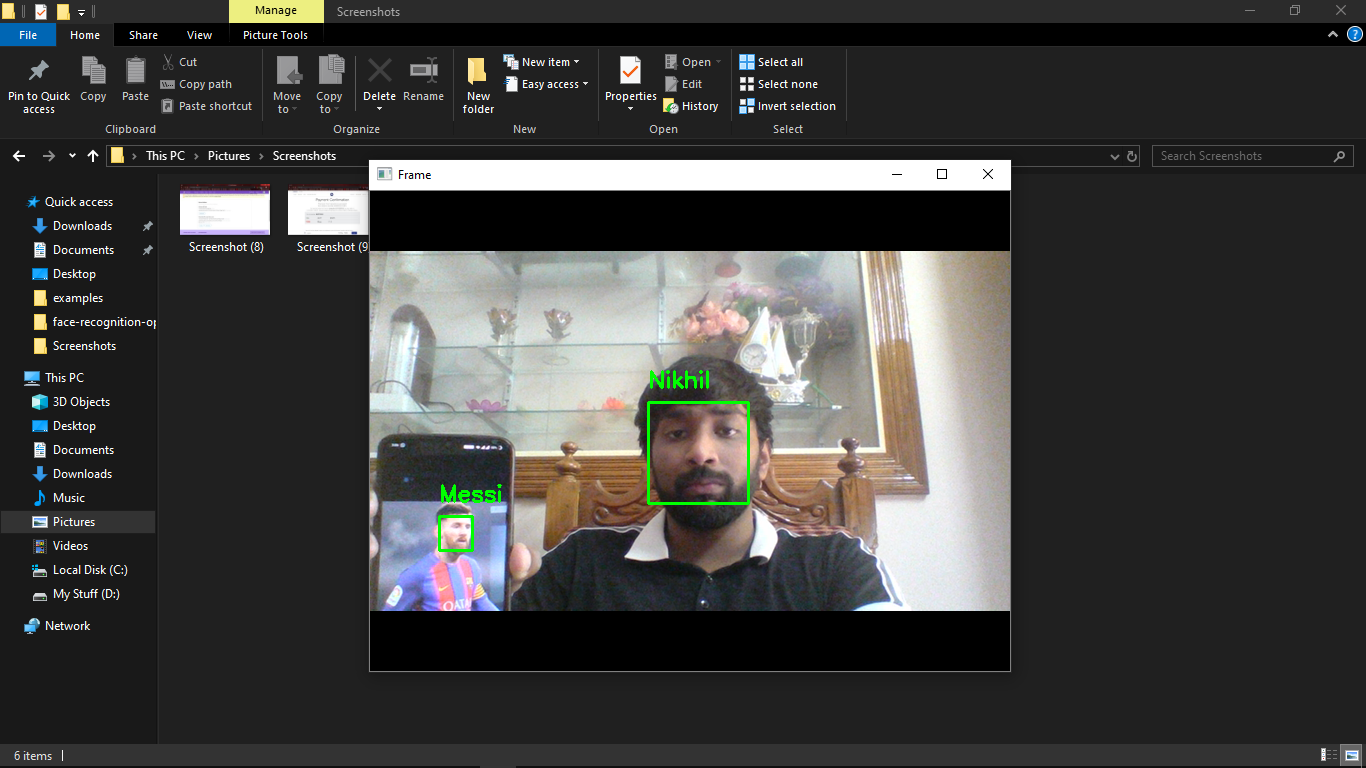 Manage
Screenshots
File
Home
Share
View
Picture Tools
Pin to Quick access
Copy
Paste
Cut
Copy path
Paste shortcut
Clipboard
Move to
Copy to
Delete
Rename
Organize
New folder
New item
Easy access
New
Properties
Open
Edit
History
Open
Select all
Select none
Invert selection
Select
This PC > Pictures > Screenshots
Search Screenshots
Frame
Quick access
Downloads
Documents
Desktop
examples
face-recognition-op
Screenshots
This PC
3D Objects
Desktop
Documents
Downloads
Music
Pictures
Videos
Local Disk (C:)
My Stuff (D:)
Network
Payment Confirmation
Screenshot (8)
Screenshot (9
Nikhil
Messi
QATAR
6 items